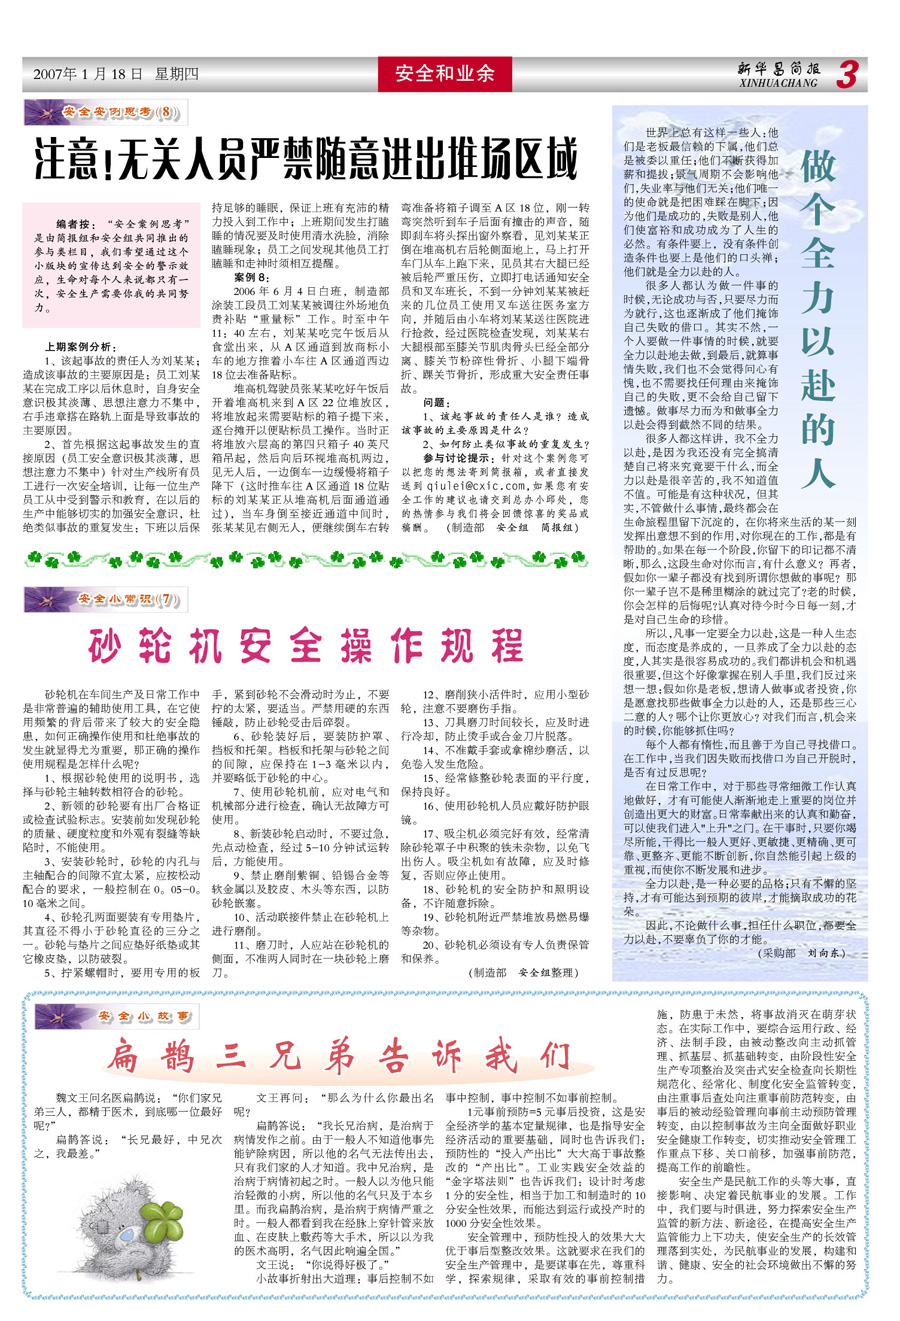 2007年 1 月 18 日 星期四
安全和业余
新华昌简报
XINHUACHANG
3
安全案例思考(8)
注意!无关人员严禁随意进出堆场区域
编者按:“安全案例思考”
是由简报组和安全组共同推出的
参与类栏目,我们希望通过这个
小版块的宣传达到安全的警示效
应,生命对每个人来说都只有一
次,安全生产需要你我的共同努
力。
上期案例分析:
1、该起事故的责任人为刘某某;
造成该事故的主要原因是:员工刘某
某在完成工序以后休息时,自身安全
意识极其淡薄、思想注意力不集中,
右手违章搭在路轨上面是导致事故的
主要原因。
2、首先根据这起事故发生的直
接原因(员工安全意识极其淡薄,思
想注意力不集中)针对生产线所有员
工进行一次安全培训,让每一位生产
员工从中受到警示和教育,在以后的
生产中能够切实的加强安全意识,杜
绝类似事故的重复发生;下班以后保
持足够的睡眠,保证上班有充沛的精
力投入到工作中;上班期间发生打瞌
睡的情况要及时使用清水洗脸,消除
瞌睡现象;员工之间发现其他员工打
瞌睡和走神时须相互提醒。
案例 8:
2006 年 6 月 4 日白班,制造部
涂装工段员工刘某某被调往外场地负
责补贴“重量标”工作。时至中午
11:40 左右,刘某某吃完午饭后从
食堂出来,从 A 区通道到放商标小
车的地方推着小车往 A 区通道西边
18 位去准备贴标。
堆高机驾驶员张某某吃好午饭后
开着堆高机来到 A 区 22 位堆放区,
将堆放起来需要贴标的箱子提下来,
逐台摊开以便贴标员工操作。当时正
将堆放六层高的第四只箱子 40 英尺
箱吊起,然后向后环视堆高机两边,
见无人后,一边倒车一边缓慢将箱子
降下(这时推车往 A 区通道 18 位贴
标的刘某某正从堆高机后面通道通
过),当车身倒至接近通道中间时,
张某某见右侧无人,便继续倒车右转
弯准备将箱子调至 A 区 18 位,刚一转
弯突然听到车子后面有撞击的声音,随
即刹车将头探出窗外察看,见刘某某正
倒在堆高机右后轮侧面地上,马上打开
车门从车上跑下来,见员其右大腿已经
被后轮严重压伤,立即打电话通知安全
员和叉车班长,不到一分钟刘某某被赶
来的几位员工使用叉车送往医务室方
向,并随后由小车将刘某某送往医院进
行抢救,经过医院检查发现,刘某某右
大腿根部至膝关节肌肉骨头已经全部分
离、膝关节粉碎性骨折、小腿下端骨
折、踝关节骨折,形成重大安全责任事
故。
问题:
1、该起事故的责任人是谁?造成
该事故的主要原因是什么?
2、如何防止类似事故的重复发生?
参与讨论提示:针对这个案例您可
以把您的想法寄到简报箱,或者直接发
送到 qiulei@cxic.com,如果您有安
全工作的建议也请交到总办小邱处,您
的热情参与我们将会回馈惊喜的奖品或
稿酬。 (制造部 安全组 简报组)
安全小常识(7)
砂轮机安全操作规程
砂轮机在车间生产及日常工作中
是非常普遍的辅助使用工具,在它使
用频繁的背后带来了较大的安全隐
患,如何正确操作使用和杜绝事故的
发生就显得尤为重要,那正确的操作
使用规程是怎样什么呢?
1、根据砂轮使用的说明书,选
择与砂轮主轴转数相符合的砂轮。
2、新领的砂轮要有出厂合格证
或检查试验标志。安装前如发现砂轮
的质量、硬度粒度和外观有裂缝等缺
陷时,不能使用。
3、安装砂轮时,砂轮的内孔与
主轴配合的间隙不宜太紧,应按松动
配合的要求,一般控制在 0。05-0。
10 毫米之间。
4、砂轮孔两面要装有专用垫片,
其直径不得小于砂轮直径的三分之
一。砂轮与垫片之间应垫好纸垫或其
它橡皮垫,以防破裂。
5、拧紧螺帽时,要用专用的板
手,紧到砂轮不会滑动时为止,不要
拧的太紧,要适当。严禁用硬的东西
锤敲,防止砂轮受击后碎裂。
6、砂轮装好后,要装防护罩、
挡板和托架。档板和托架与砂轮之间
的间隙,应保持在 1-3 毫米以内,
并要略低于砂轮的中心。
7、使用砂轮机前,应对电气和
机械部分进行检查,确认无故障方可
使用。
8、新装砂轮启动时,不要过急,
先点动检查,经过 5-10 分钟试运转
后,方能使用。
9、禁止磨削紫铜、铅锡合金等
软金属以及胶皮、木头等东西,以防
砂轮嵌塞。
10、活动联接件禁止在砂轮机上
进行磨削。
11、磨刀时,人应站在砂轮机的
侧面,不准两人同时在一块砂轮上磨
刀。
12、磨削狭小活件时,应用小型砂
轮,注意不要磨伤手指。
13、刀具磨刀时间较长,应及时进
行冷却,防止烫手或合金刀片脱落。
14、不准戴手套或拿棉纱磨活,以
免卷入发生危险。
15、经常修整砂轮表面的平行度,
保持良好。
16、使用砂轮机人员应戴好防护眼
镜。
17、吸尘机必须完好有效,经常清
除砂轮罩子中积聚的铁未杂物,以免飞
出伤人。吸尘机如有故障,应及时修
复,否则应停止使用。
18、砂轮机的安全防护和照明设
备,不许随意拆除。
19、砂轮机附近严禁堆放易燃易爆
等杂物。
20、砂轮机必须设有专人负责保管
和保养。
(制造部 安全组整理)
做个全力以赴的人
世界上总有这样一些人:他
们是老板最信赖的下属,他们总
是被委以重任;他们不断获得加
薪和提拔;景气周期不会影响他
们,失业率与他们无关;他们唯一
的使命就是把困难踩在脚下;因
为他们是成功的,失败是别人,他
们使富裕和成功成为了人生的
必然。有条件要上,没有条件创
造条件也要上是他们的口头禅;
他们就是全力以赴的人。
很多人都认为做一件事的
时候,无论成功与否,只要尽力而
为就行,这也逐渐成了他们掩饰
自己失败的借口。其实不然,一
个人要做一件事情的时候,就要
全力以赴地去做,到最后,就算事
情失败,我们也不会觉得问心有
愧,也不需要找任何理由来掩饰
自己的失败,更不会给自己留下
遗憾。做事尽力而为和做事全力
以赴会得到截然不同的结果。
很多人都这样讲，我不全力
以赴,是因为我还没有完全搞清
楚自己将来究竟要干什么,而全
力以赴是很辛苦的,我不知道值
不值。可能是有这种状况，但其
实,不管做什么事情,最终都会在
生命旅程里留下沉淀的，在你将来生活的某一刻
发挥出意想不到的作用,对你现在的工作,都是有
帮助的。如果在每一个阶段,你留下的印记都不清
晰,那么,这段生命对你而言,有什么意义？再者,
假如你一辈子都没有找到所谓你想做的事呢？那
你一辈子岂不是稀里糊涂的就过完了?老的时候,
你会怎样的后悔呢?认真对待今时今日每一刻,才
是对自己生命的珍惜。
所以,凡事一定要全力以赴,这是一种人生态
度，而态度是养成的，一旦养成了全力以赴的态
度,人其实是很容易成功的。我们都讲机会和机遇
很重要,但这个好像掌握在别人手里,我们反过来
想一想:假如你是老板,想请人做事或者投资,你
是愿意找那些做事全力以赴的人，还是那些三心
二意的人?哪个让你更放心?对我们而言,机会来
的时候,你能够抓住吗?
每个人都有惰性,而且善于为自己寻找借口。
在工作中,当我们因失败而找借口为自己开脱时,
是否有过反思呢?
在日常工作中，对于那些寻常细微工作认真
地做好，才有可能使人渐渐地走上重要的岗位并
创造出更大的财富。日常奉献出来的认真和勤奋,
可以使我们进入"上升"之门。在干事时,只要你竭
尽所能,干得比一般人更好、更敏捷、更精确、更可
靠、更整齐、更能不断创新,你自然能引起上级的
重视,而使你不断发展和进步。
全力以赴,是一种必要的品格;只有不懈的坚
持,才有可能达到预期的彼岸,才能摘取成功的花
朵。
因此,不论做什么事,担任什么职位,都要全
力以赴,不要辜负了你的才能。
(采购部 刘向东)
安全小故事
扁鹊三兄弟告诉我们
魏文王问名医扁鹊说:“你们家兄
弟三人,都精于医术,到底哪一位最好
呢?”
扁鹊答说:“长兄最好,中兄次
之,我最差。”
文王再问:“那么为什么你最出名
呢?
扁鹊答说:“我长兄治病,是治病于
病情发作之前。由于一般人不知道他事先
能铲除病因,所以他的名气无法传出去,
只有我们家的人才知道。我中兄治病,是
治病于病情初起之时。一般人以为他只能
治轻微的小病,所以他的名气只及于本乡
里。而我扁鹊治病,是治病于病情严重之
时。一般人都看到我在经脉上穿针管来放
血、在皮肤上敷药等大手术,所以以为我
的医术高明,名气因此响遍全国。”
文王说:“你说得好极了。”
小故事折射出大道理:事后控制不如
事中控制,事中控制不如事前控制。
1元事前预防=5 元事后投资,这是安
全经济学的基本定量规律,也是指导安全
经济活动的重要基础,同时也告诉我们:
预防性的“投入产出比”大大高于事故整
改的“产出比”。工业实践安全效益的
“金字塔法则”也告诉我们:设计时考虑
1 分的安全性,相当于加工和制造时的 10
分安全性效果,而能达到运行或投产时的
1000 分安全性效果。
安全管理中,预防性投入的效果大大
优于事后型整改效果。这就要求在我们的
安全生产管理中,是要谋事在先,尊重科
学,探索规律,采取有效的事前控制措
施,防患于未然,将事故消灭在萌芽状
态。在实际工作中,要综合运用行政、经
济、法制手段,由被动整改向主动抓管
理、抓基层、抓基础转变,由阶段性安全
生产专项整治及突击式安全检查向长期性
规范化、经常化、制度化安全监管转变,
由注重事后查处向注重事前防范转变,由
事后的被动经验管理向事前主动预防管理
转变,由以控制事故为主向全面做好职业
安全健康工作转变,切实推动安全管理工
作重点下移、关口前移,加强事前防范,
提高工作的前瞻性。
安全生产是民航工作的头等大事,直
接影响、决定着民航事业的发展。工作
中,我们要与时俱进,努力探索安全生产
监管的新方法、新途径,在提高安全生产
监管能力上下功夫,使安全生产的长效管
理落到实处,为民航事业的发展,构建和
谐、健康、安全的社会环境做出不懈的努
力。